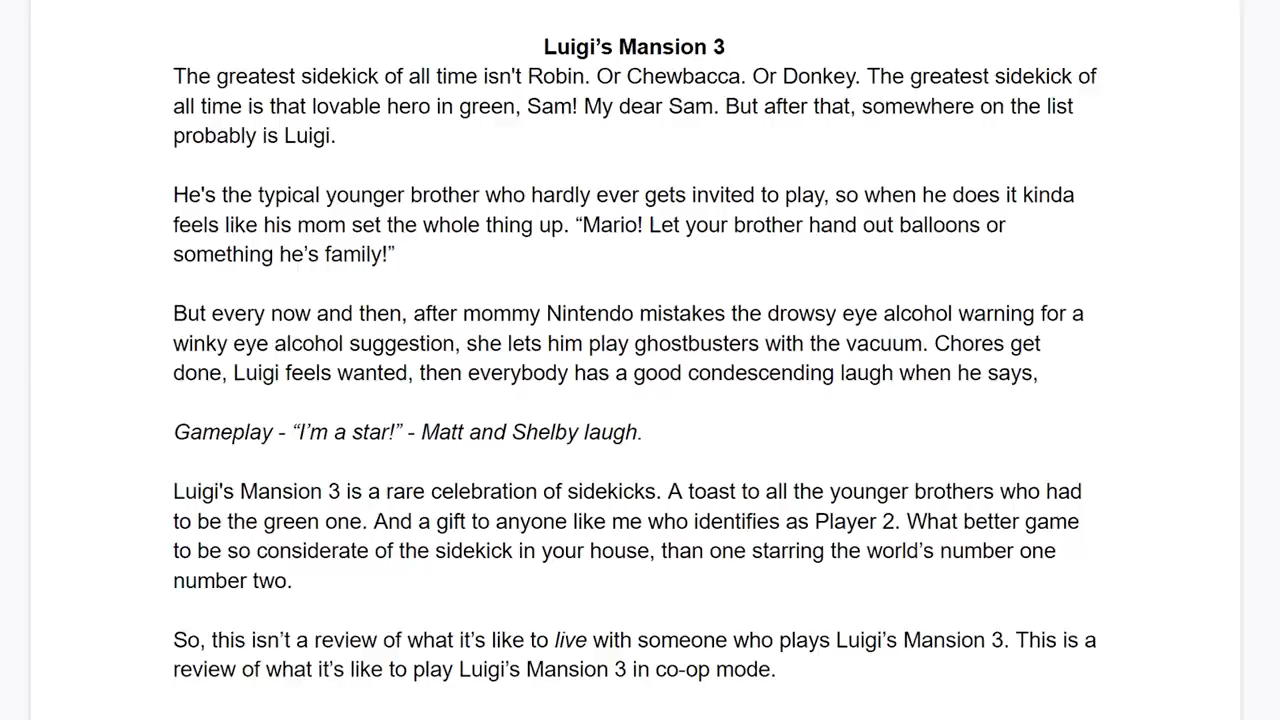 Luigi’s Mansion 3
The greatest sidekick of all time isn't Robin. Or Chewbacca. Or Donkey. The greatest sidekick of
all time is that lovable hero in green, Sam! My dear Sam. But after that, somewhere on the list
probably is Luigi.
He's the typical younger brother who hardly ever gets invited to play, so when he does it kinda
feels like his mom set the whole thing up. “Mario! Let your brother hand out balloons or
something he’s family!”
But every now and then, after mommy Nintendo mistakes the drowsy eye alcohol warning for a
winky eye alcohol suggestion, she lets him play ghostbusters with the vacuum. Chores get
done, Luigi feels wanted, then everybody has a good condescending laugh when he says,
Gameplay - “I’m a star!” - Matt and Shelby laugh.
Luigi's Mansion 3 is a rare celebration of sidekicks. A toast to all the younger brothers who had
to be the green one. And a gift to anyone like me who identifies as Player 2. What better game
to be so considerate of the sidekick in your house, than one starring the world’s number one
number two.
So, this isn’t a review of what it’s like to live with someone who plays Luigi’s Mansion 3. This is a
review of what it’s like to play Luigi’s Mansion 3 in co-op mode.